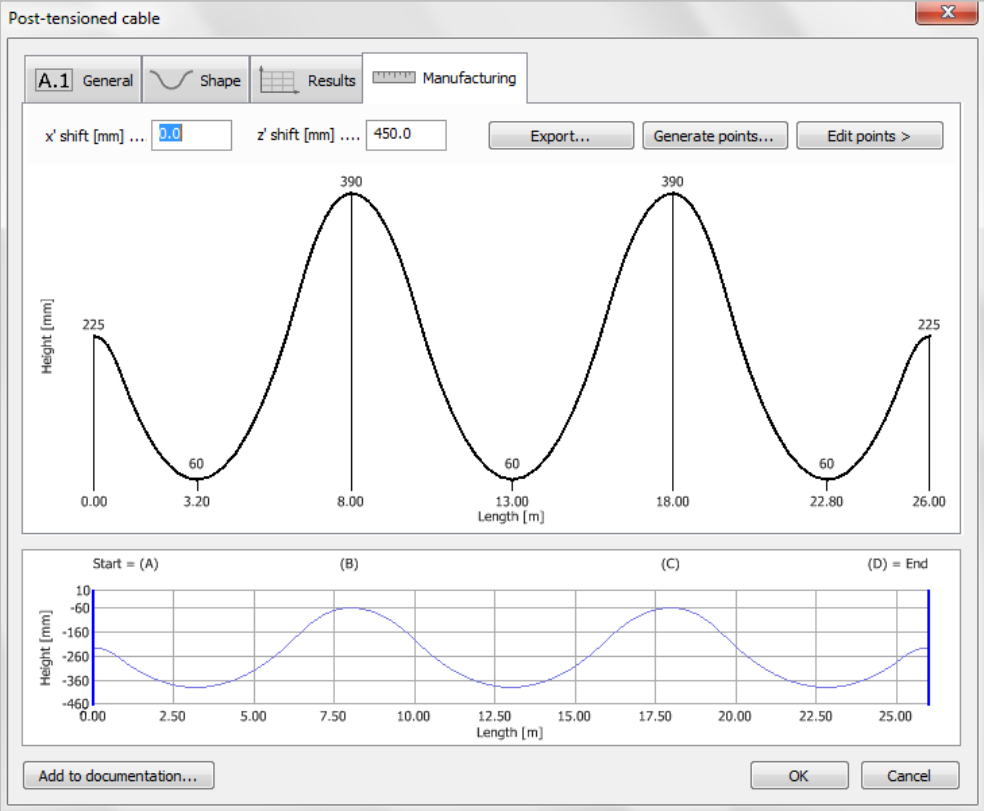 Post-tensioned cable
A.1 General Shape Results Manufacturing
x' shift [mm] ... 0.0 z' shift [mm] .... 450.0 Export... Generate points... Edit points >
390 390
225 225
Height [mm]
60 60 60
0.00 3.20 8.00 13.00 18.00 22.80 26.00
Length [m]
Start = (A) (B) (C) (D) = End
10
-60
-160
-260
-360
-460
Height [mm]
0.00 2.50 5.00 7.50 10.00 12.50 15.00 17.50 20.00 22.50 25.00
Length [m]
Add to documentation... OK Cancel